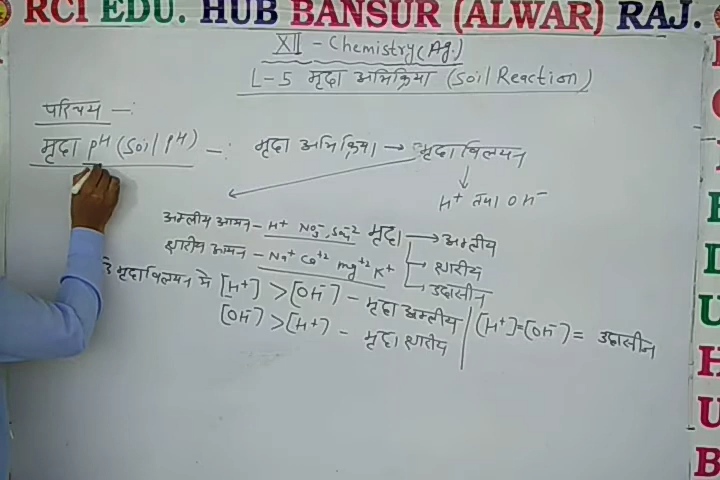 RCI EDU. HUB BANSUR (ALWAR) RAJ.
XII - Chemistry (Ag.)
L-5 मृदा अभिक्रिया (Soil Reaction)
परिचय -:
मृदा pH (Soil pH) -: मृदा अभिक्रिया → मृदा विलयन
H+ तथा OH-
अम्लीय आयन - H+ NO3-, SO4-2 मृदा → अम्लीय
क्षारीय आयन - Na+ Ca+2 Mg+2 K+ → क्षारीय
→ उदासीन
मृदा विलयन मे [H+] > [OH-] - मृदा अम्लीय
[OH-] > [H+] - मृदा क्षारीय
[H+] = [OH-] = उदासीन
E
D
U
H
U
B